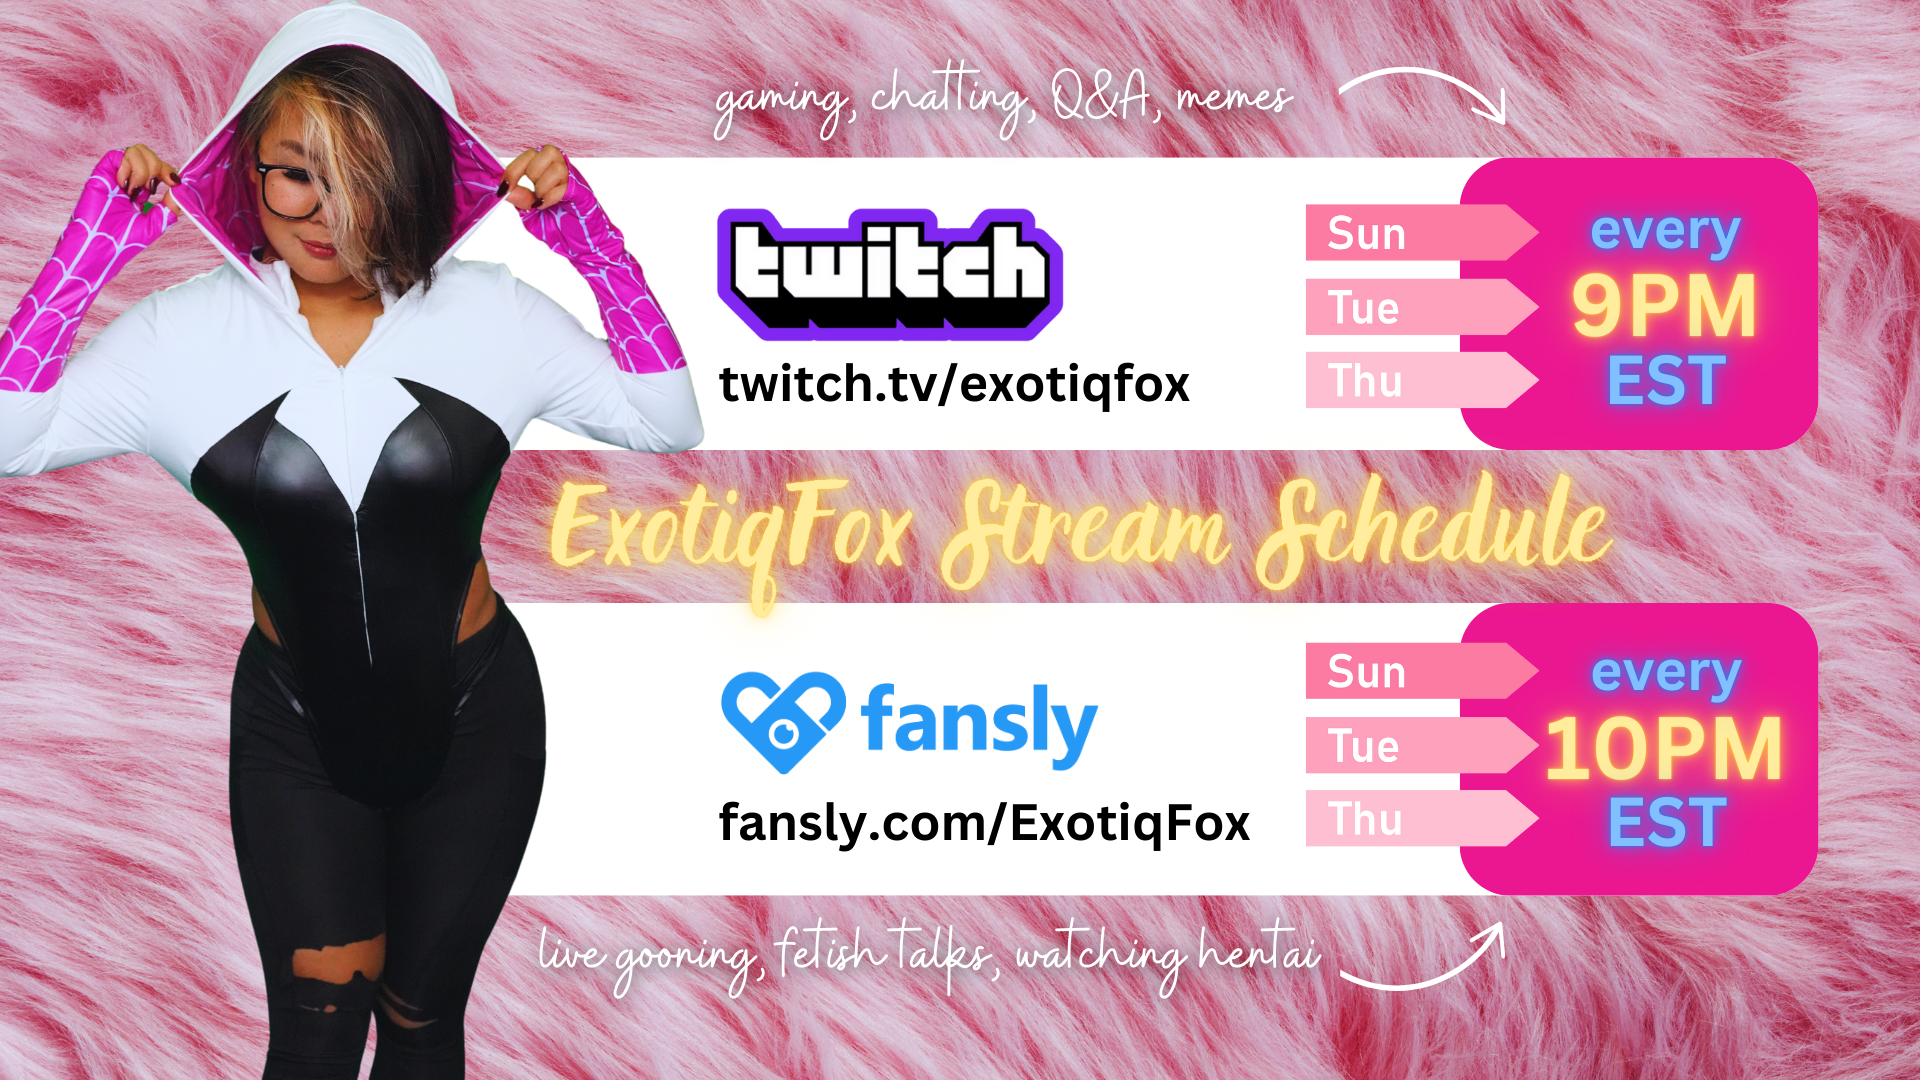 gaming, chatting, Q&A, memes
twitch
twitch.tv/exotiqfox
Sun
Tue
Thu
every
9PM
EST
ExotiqFox Stream Schedule
fansly
fansly.com/ExotiqFox
Sun
Tue
Thu
every
10PM
EST
live gooning, fetish talks, watching hentai